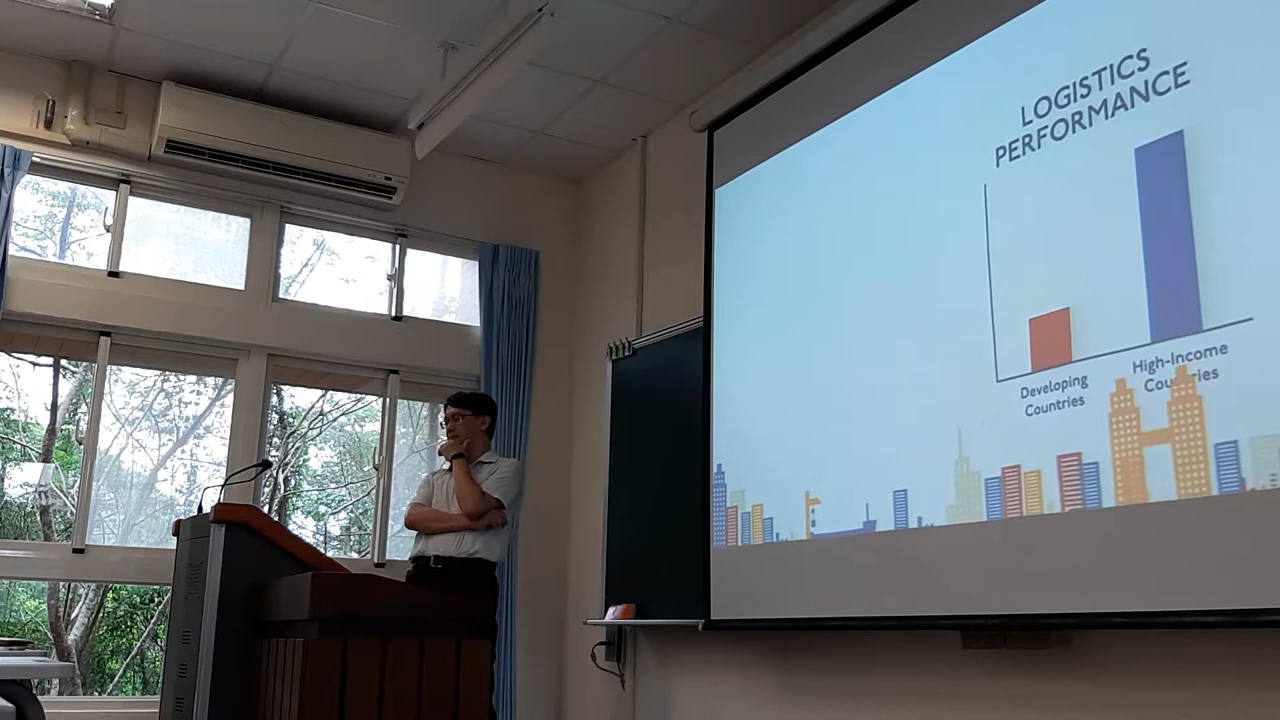 LOGISTICS
PERFORMANCE
Developing
Countries
High-Income
Countries